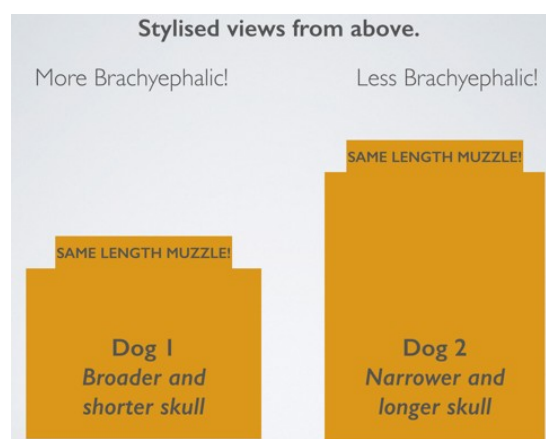 Stylised views from above.
More Brachyephalic!
Less Brachyephalic!
SAME LENGTH MUZZLE!
SAME LENGTH MUZZLE!
Dog 1
Broader and
shorter skull
Dog 2
Narrower and
longer skull